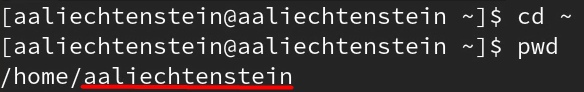 [aaliechtenstein@aaliechtenstein ~]$ cd ~
[aaliechtenstein@aaliechtenstein ~]$ pwd
/home/aaliechtenstein